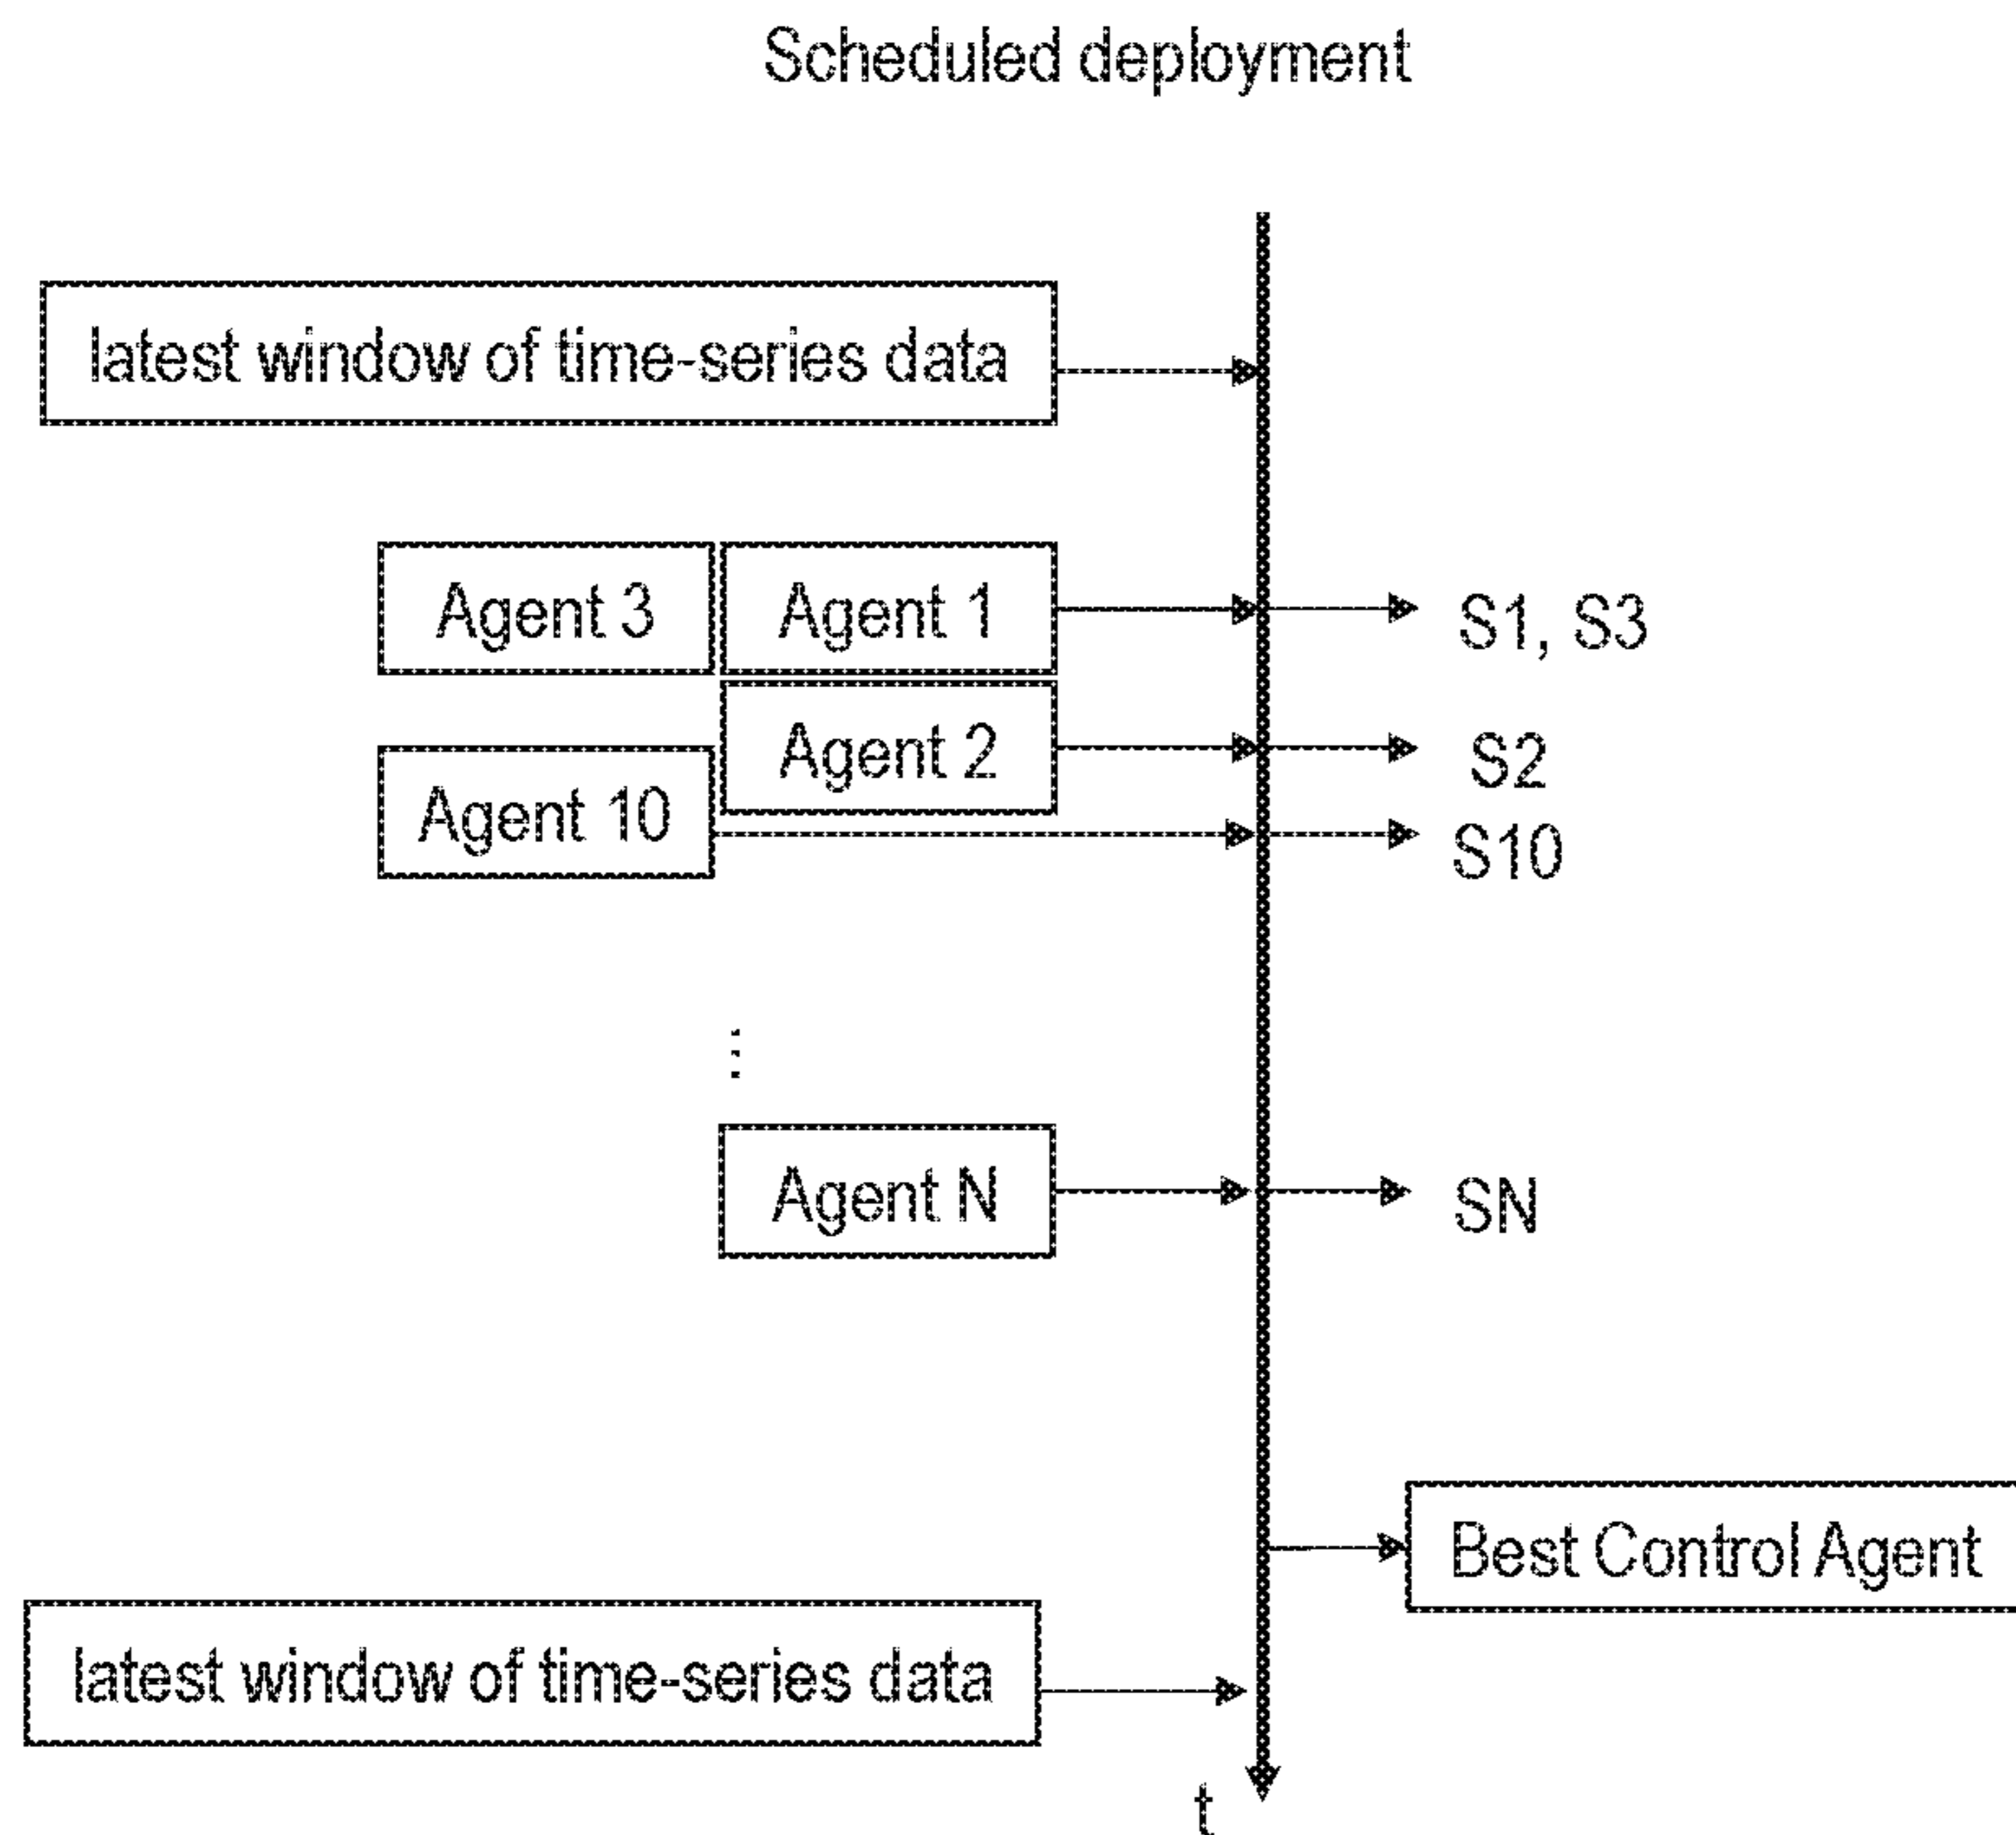 Scheduled deployment
latest window of time-series data
Agent 3
Agent 1
S1, S3
Agent 2
S2
Agent 10
S10
⋮
Agent N
SN
Best Control Agent
latest window of time-series data
t